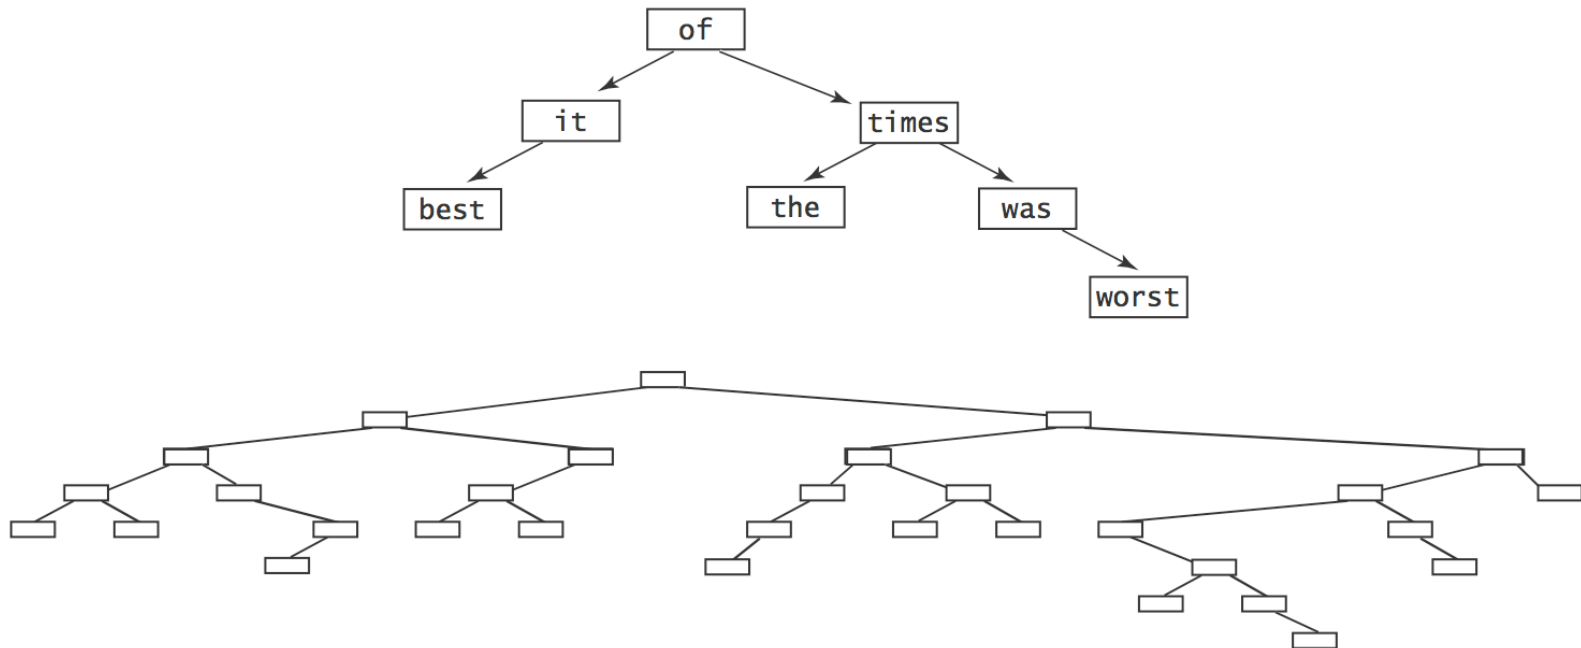 of
it
times
best
the
was
worst